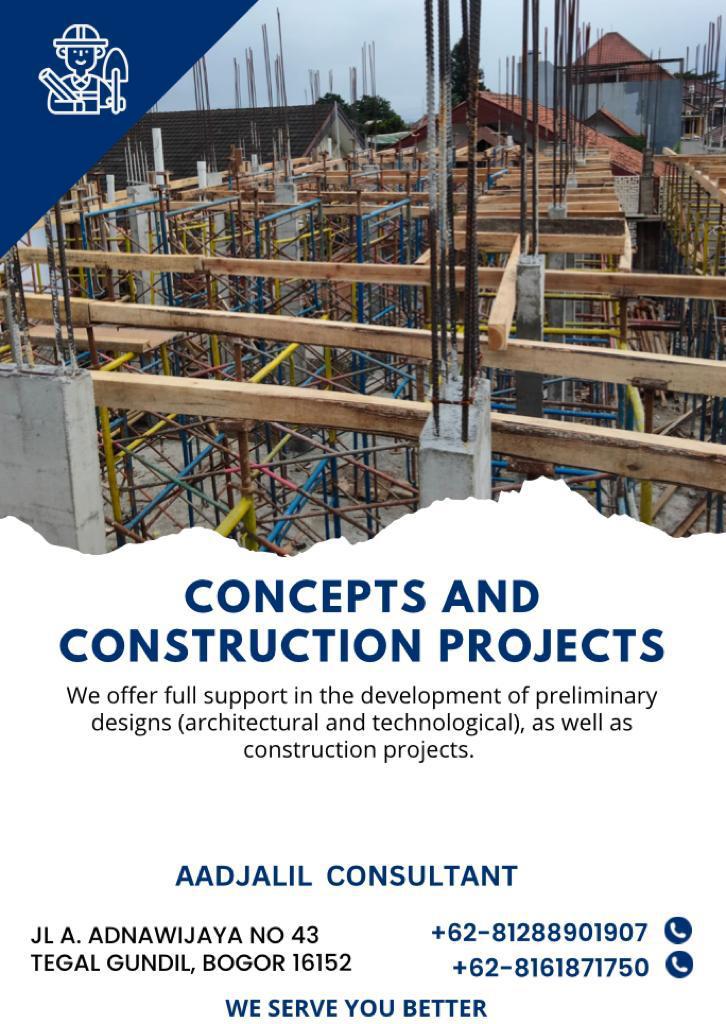 CONCEPTS AND
CONSTRUCTION PROJECTS
We offer full support in the development of preliminary
designs (architectural and technological), as well as
construction projects.
AADJALIL CONSULTANT
JL A. ADNAWIJAYA NO 43
TEGAL GUNDIL, BOGOR 16152
+62-81288901907
+62-8161871750
WE SERVE YOU BETTER